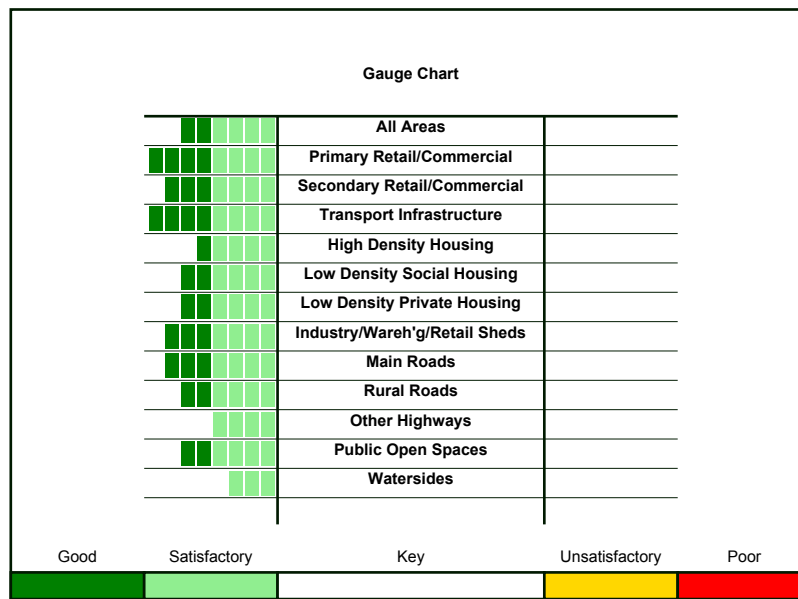 Gauge Chart
All Areas
Primary Retail/Commercial
Secondary Retail/Commercial
Transport Infrastructure
High Density Housing
Low Density Social Housing
Low Density Private Housing
Industry/Wareh'g/Retail Sheds
Main Roads
Rural Roads
Other Highways
Public Open Spaces
Watersides
Good Satisfactory Key Unsatisfactory Poor